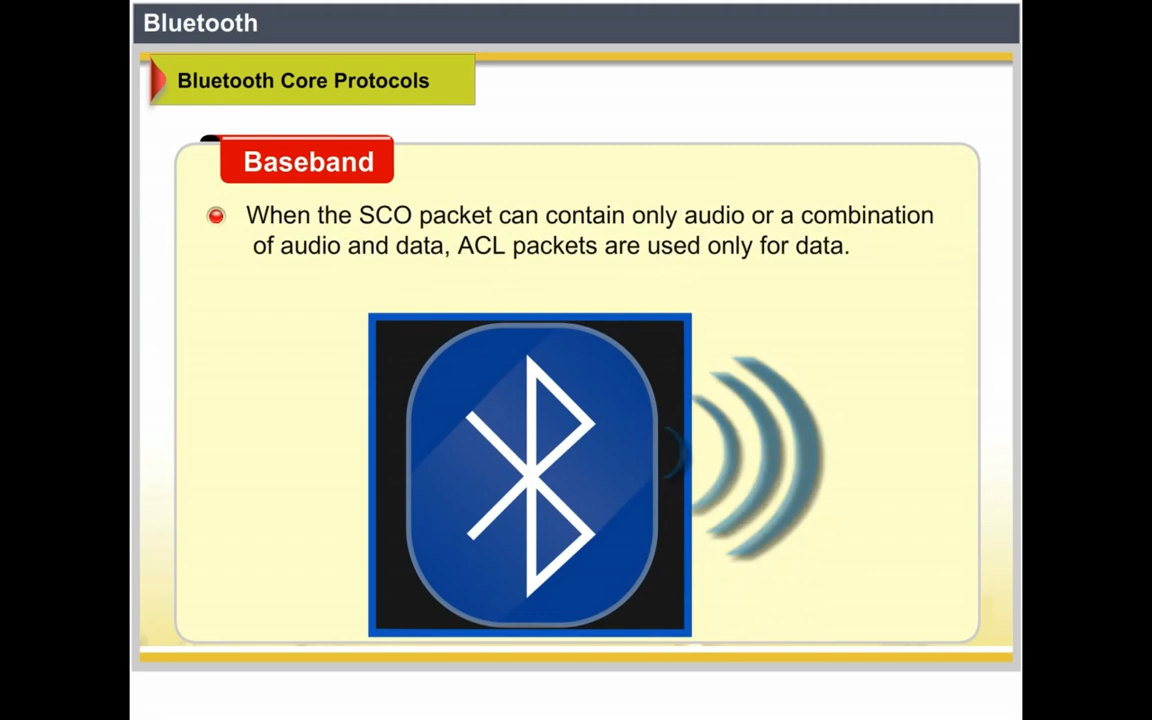 Bluetooth
Bluetooth Core Protocols
Baseband
When the SCO packet can contain only audio or a combination
of audio and data, ACL packets are used only for data.